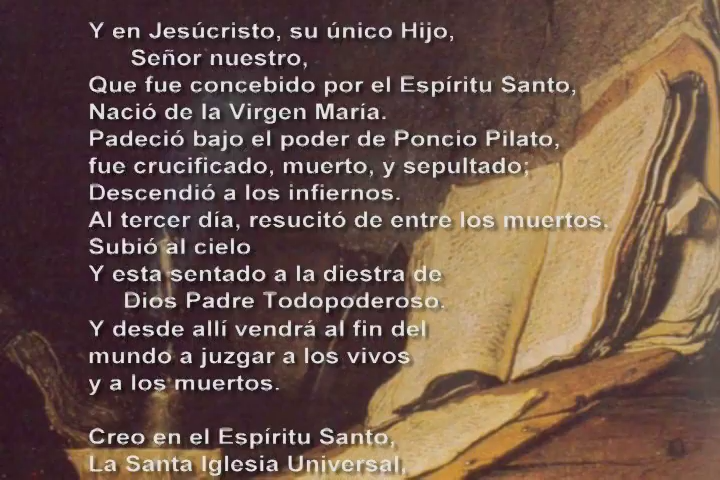 Y en Jesúcristo, su único Hijo,
Señor nuestro,
Que fue concebido por el Espíritu Santo,
Nació de la Virgen María.
Padeció bajo el poder de Poncio Pilato,
fue crucificado, muerto, y sepultado;
Descendió a los infiernos.
Al tercer día, resucitó de entre los muertos.
Subió al cielo
Y esta sentado a la diestra de
Dios Padre Todopoderoso.
Y desde allí vendrá al fin del
mundo a juzgar a los vivos
y a los muertos.
Creo en el Espíritu Santo,
La Santa Iglesia Universal,